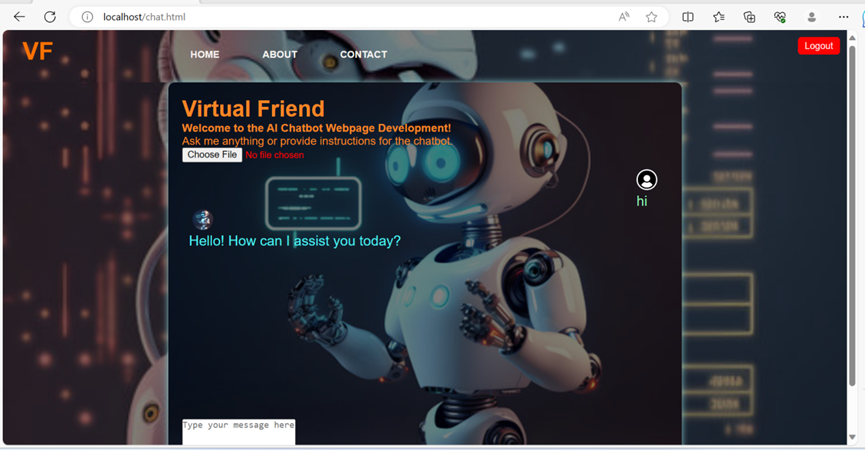 localhost/chat.html
VF
HOME ABOUT CONTACT
Logout
Virtual Friend
Welcome to the AI Chatbot Webpage Development!
Ask me anything or provide instructions for the chatbot.
Choose File No file chosen
hi
Hello! How can I assist you today?
Type your message here